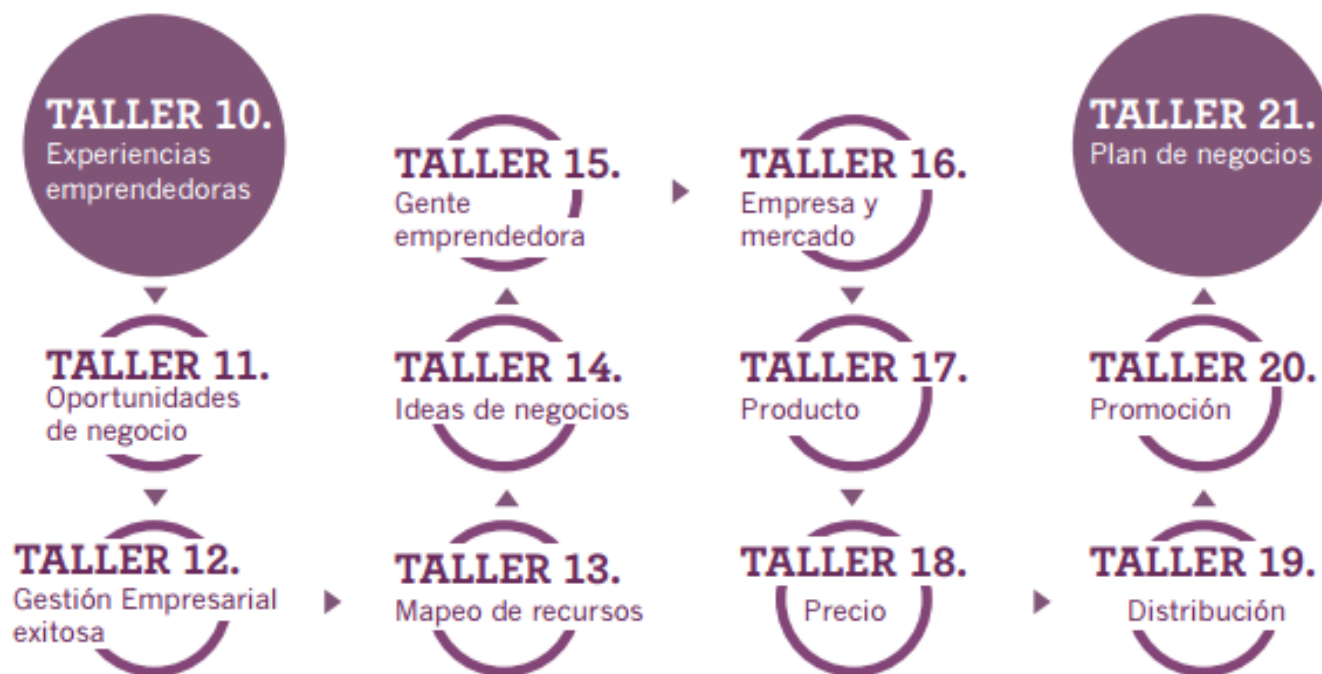 TALLER 10.
Experiencias
emprendedoras
TALLER 11.
Oportunidades
de negocio
TALLER 12.
Gestión Empresarial
exitosa
TALLER 13.
Mapeo de recursos
TALLER 14.
Ideas de negocios
TALLER 15.
Gente
emprendedora
TALLER 16.
Empresa y
mercado
TALLER 17.
Producto
TALLER 18.
Precio
TALLER 19.
Distribución
TALLER 20.
Promoción
TALLER 21.
Plan de negocios